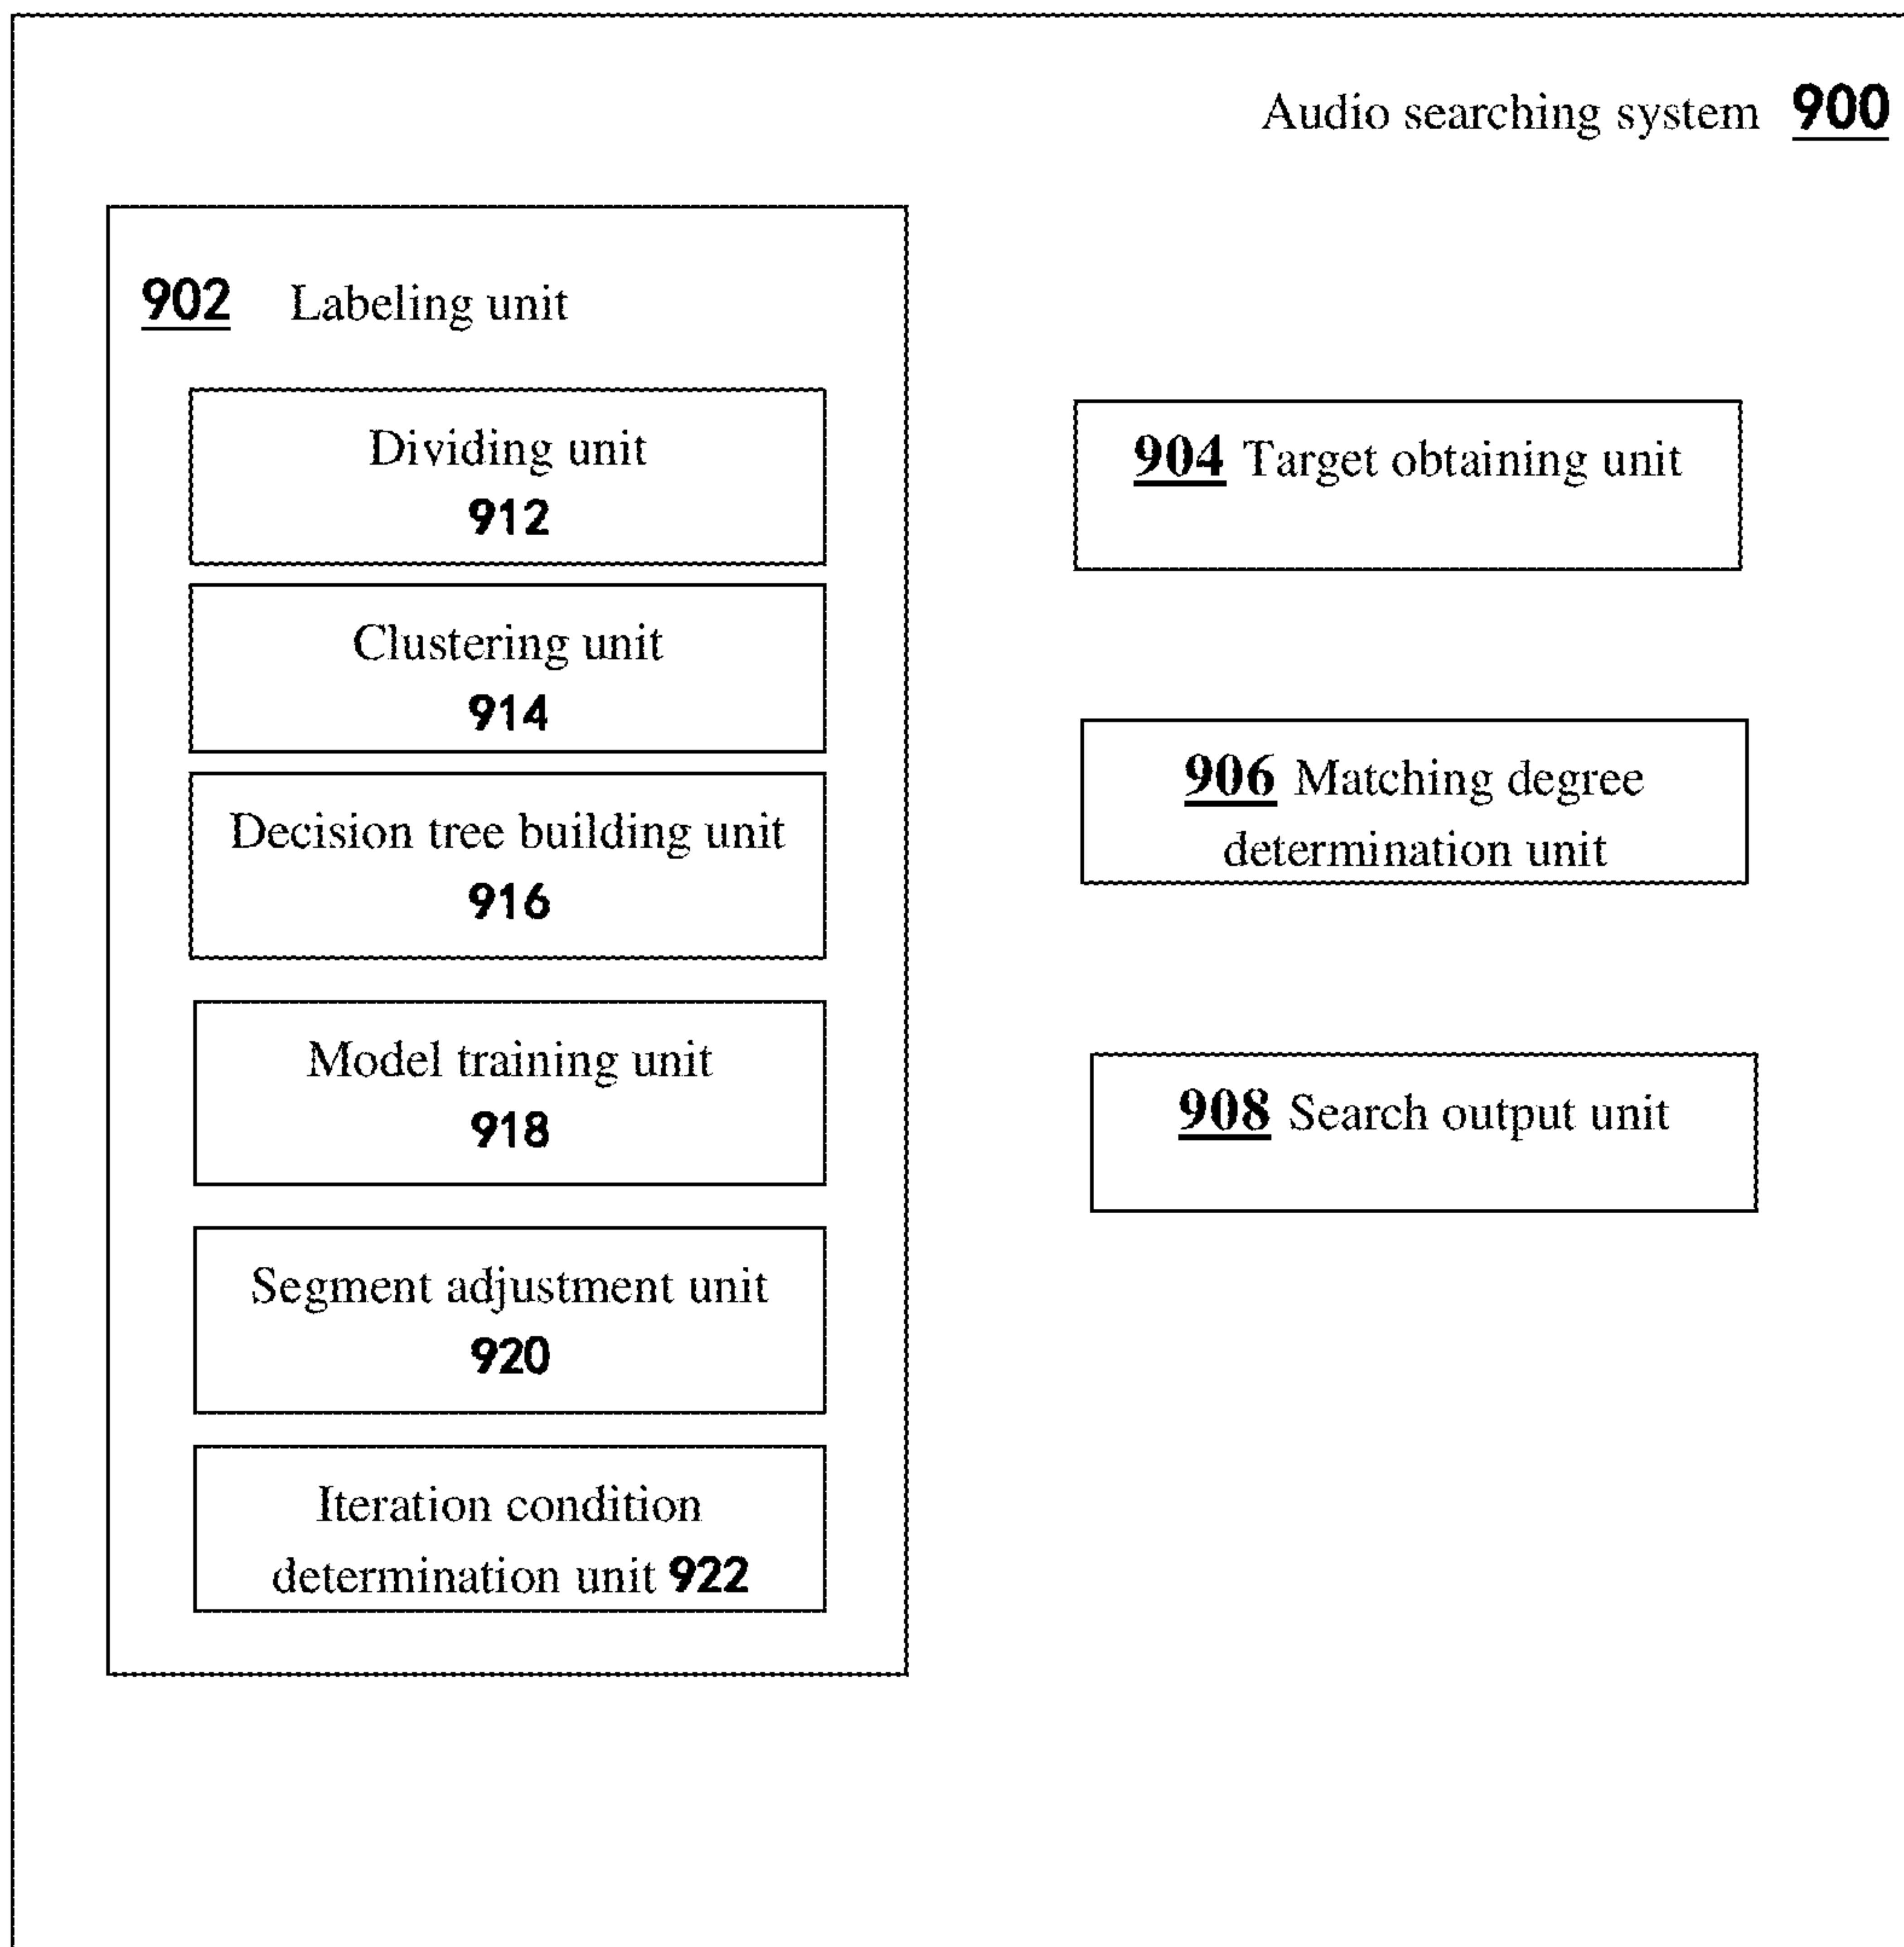 Audio searching system 900
902 Labeling unit
Dividing unit
912
Clustering unit
914
Decision tree building unit
916
Model training unit
918
Segment adjustment unit
920
Iteration condition
determination unit 922
904 Target obtaining unit
906 Matching degree
determination unit
908 Search output unit